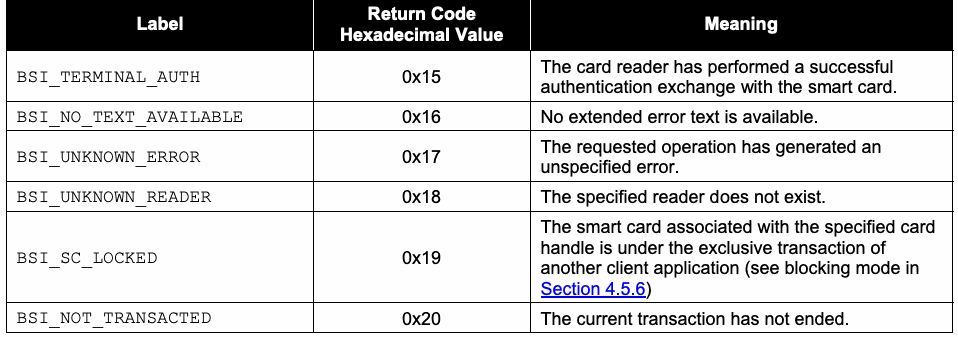 Label
Return Code
Hexadecimal Value
Meaning
BSI_TERMINAL_AUTH
0x15
The card reader has performed a successful
authentication exchange with the smart card.
BSI_NO_TEXT_AVAILABLE
0x16
No extended error text is available.
BSI_UNKNOWN_ERROR
0x17
The requested operation has generated an
unspecified error.
BSI_UNKNOWN_READER
0x18
The specified reader does not exist.
BSI_SC_LOCKED
0x19
The smart card associated with the specified card
handle is under the exclusive transaction of
another client application (see blocking mode in
Section 4.5.6)
BSI_NOT_TRANSACTED
0x20
The current transaction has not ended.